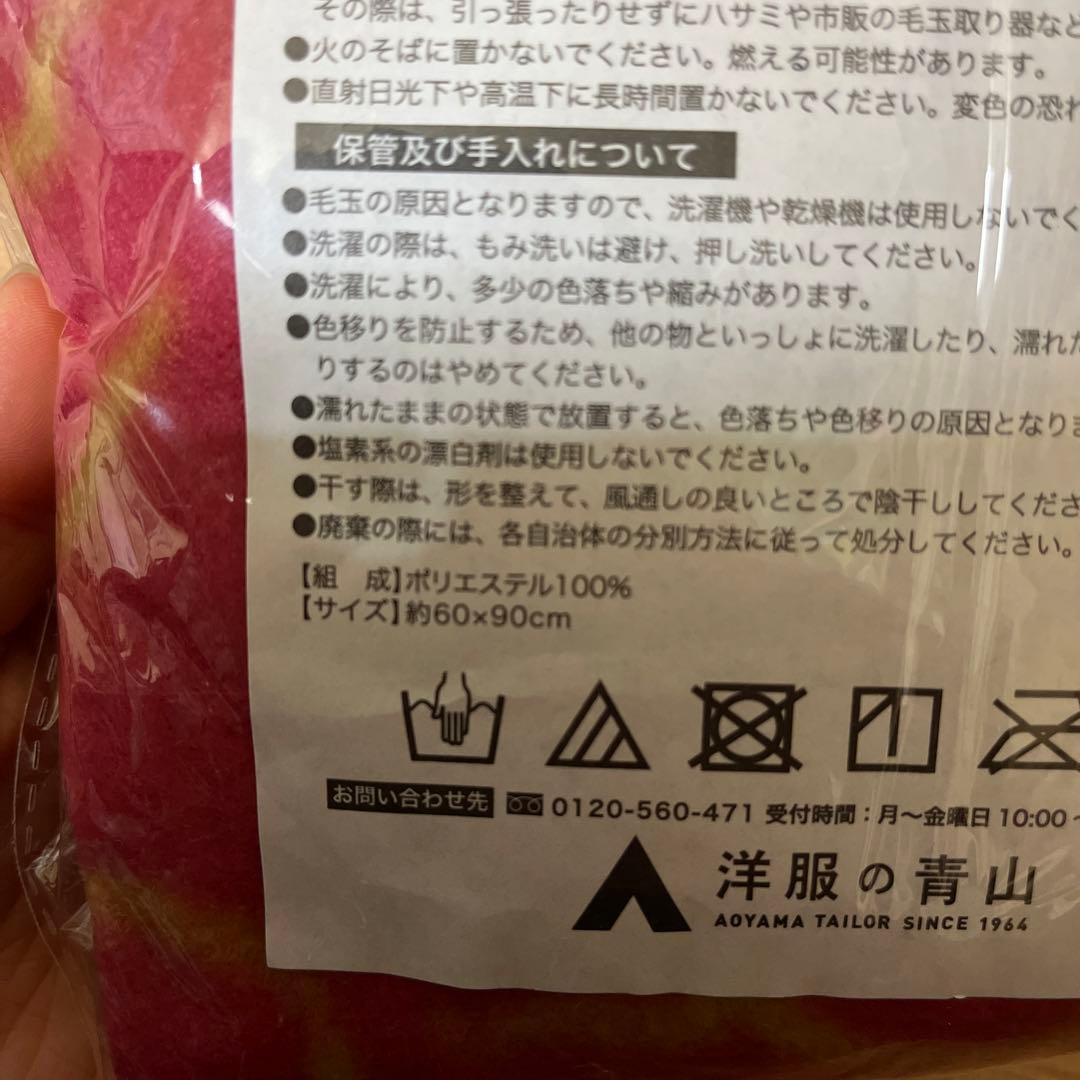 その際は、引っ張ったりせずにハサミや市販の毛玉取り器など
●火のそばに置かないでください。燃える可能性があります。
●直射日光下や高温下に長時間置かないでください。変色の恐れ
保管及び手入れについて
●毛玉の原因となりますので、洗濯機や乾燥機は使用しないでく
●洗濯の際は、もみ洗いは避け、押し洗いしてください。
●洗濯により、多少の色落ちや縮みがあります。
●色移りを防止するため、他の物といっしょに洗濯したり、濡れた
りするのはやめてください。
●濡れたままの状態で放置すると、色落ちや色移りの原因となりま
●塩素系の漂白剤は使用しないでください。
●干す際は、形を整えて、風通しの良いところで陰干ししてくださ
●廃棄の際には、各自治体の分別方法に従って処分してください。
【組　成】ポリエステル100%
【サイズ】約60×90cm
お問い合わせ先 0120-560-471 受付時間：月〜金曜日10:00〜
洋服の青山
AOYAMA TAILOR SINCE 1964